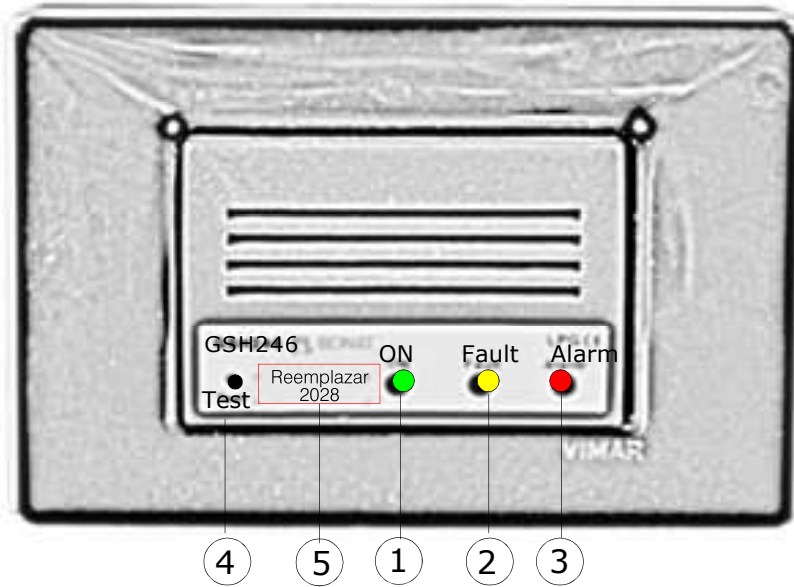 GSH246
ON
Fault
Alarm
Test
Reemplazar
2028
VIMAR
4
5
1
2
3